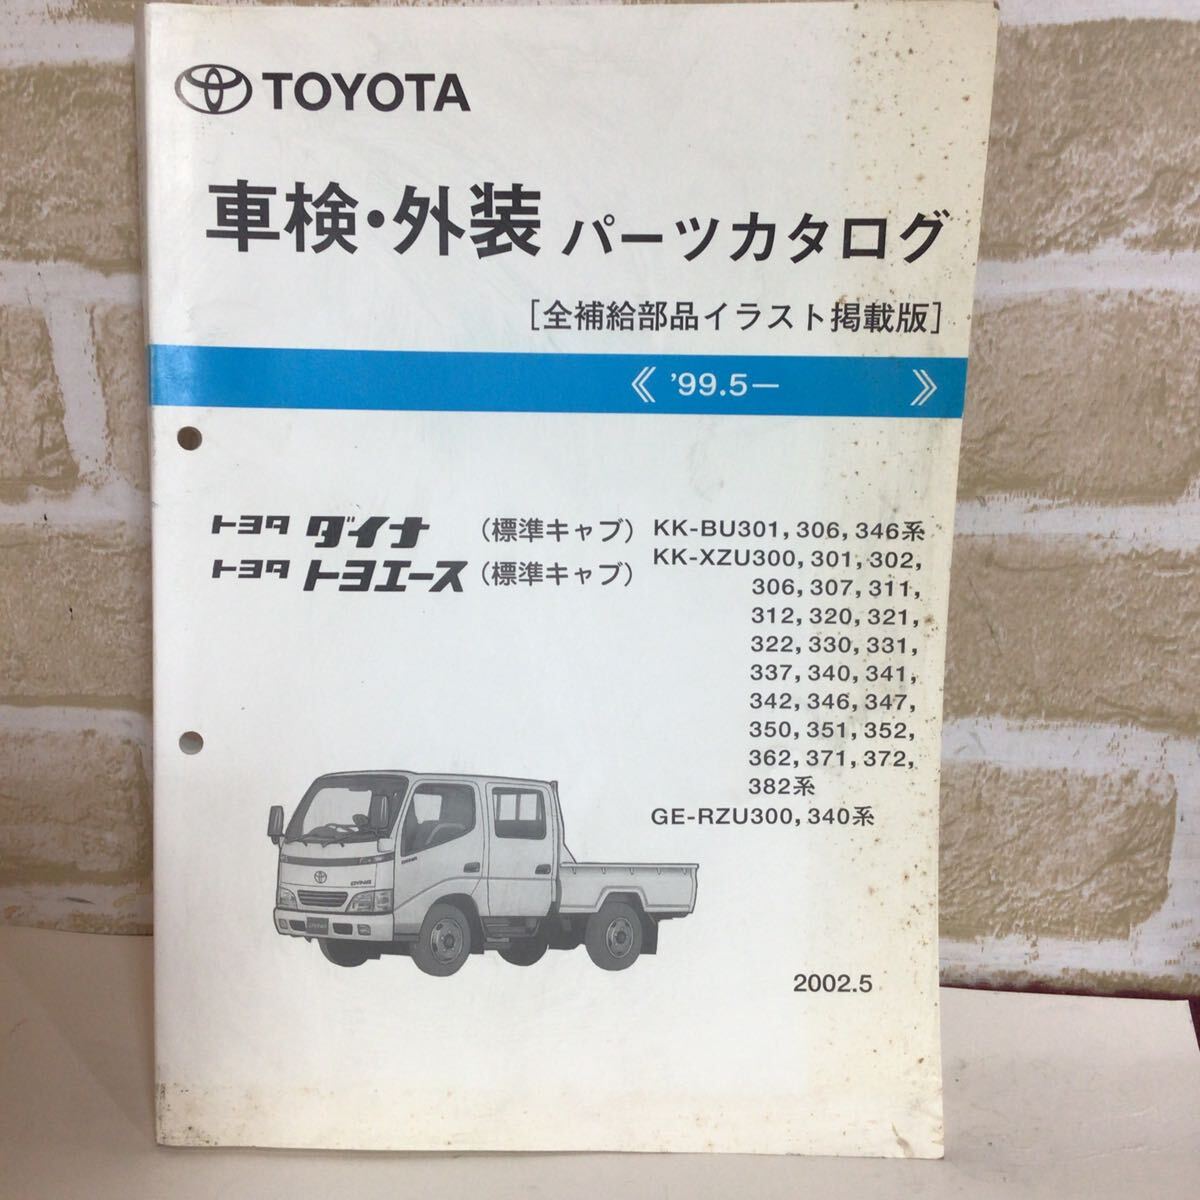 TOYOTA
車検・外装 パーツカタログ
[全補給部品イラスト掲載版]
《 '99.5－ 》
トヨタ ダイナ (標準キャブ) KK-BU301, 306, 346系
トヨタ トヨエース (標準キャブ) KK-XZU300, 301, 302,
306, 307, 311,
312, 320, 321,
322, 330, 331,
337, 340, 341,
342, 346, 347,
350, 351, 352,
362, 371, 372,
382系
GE-RZU300, 340系
DYNA
DYNA
2002.5